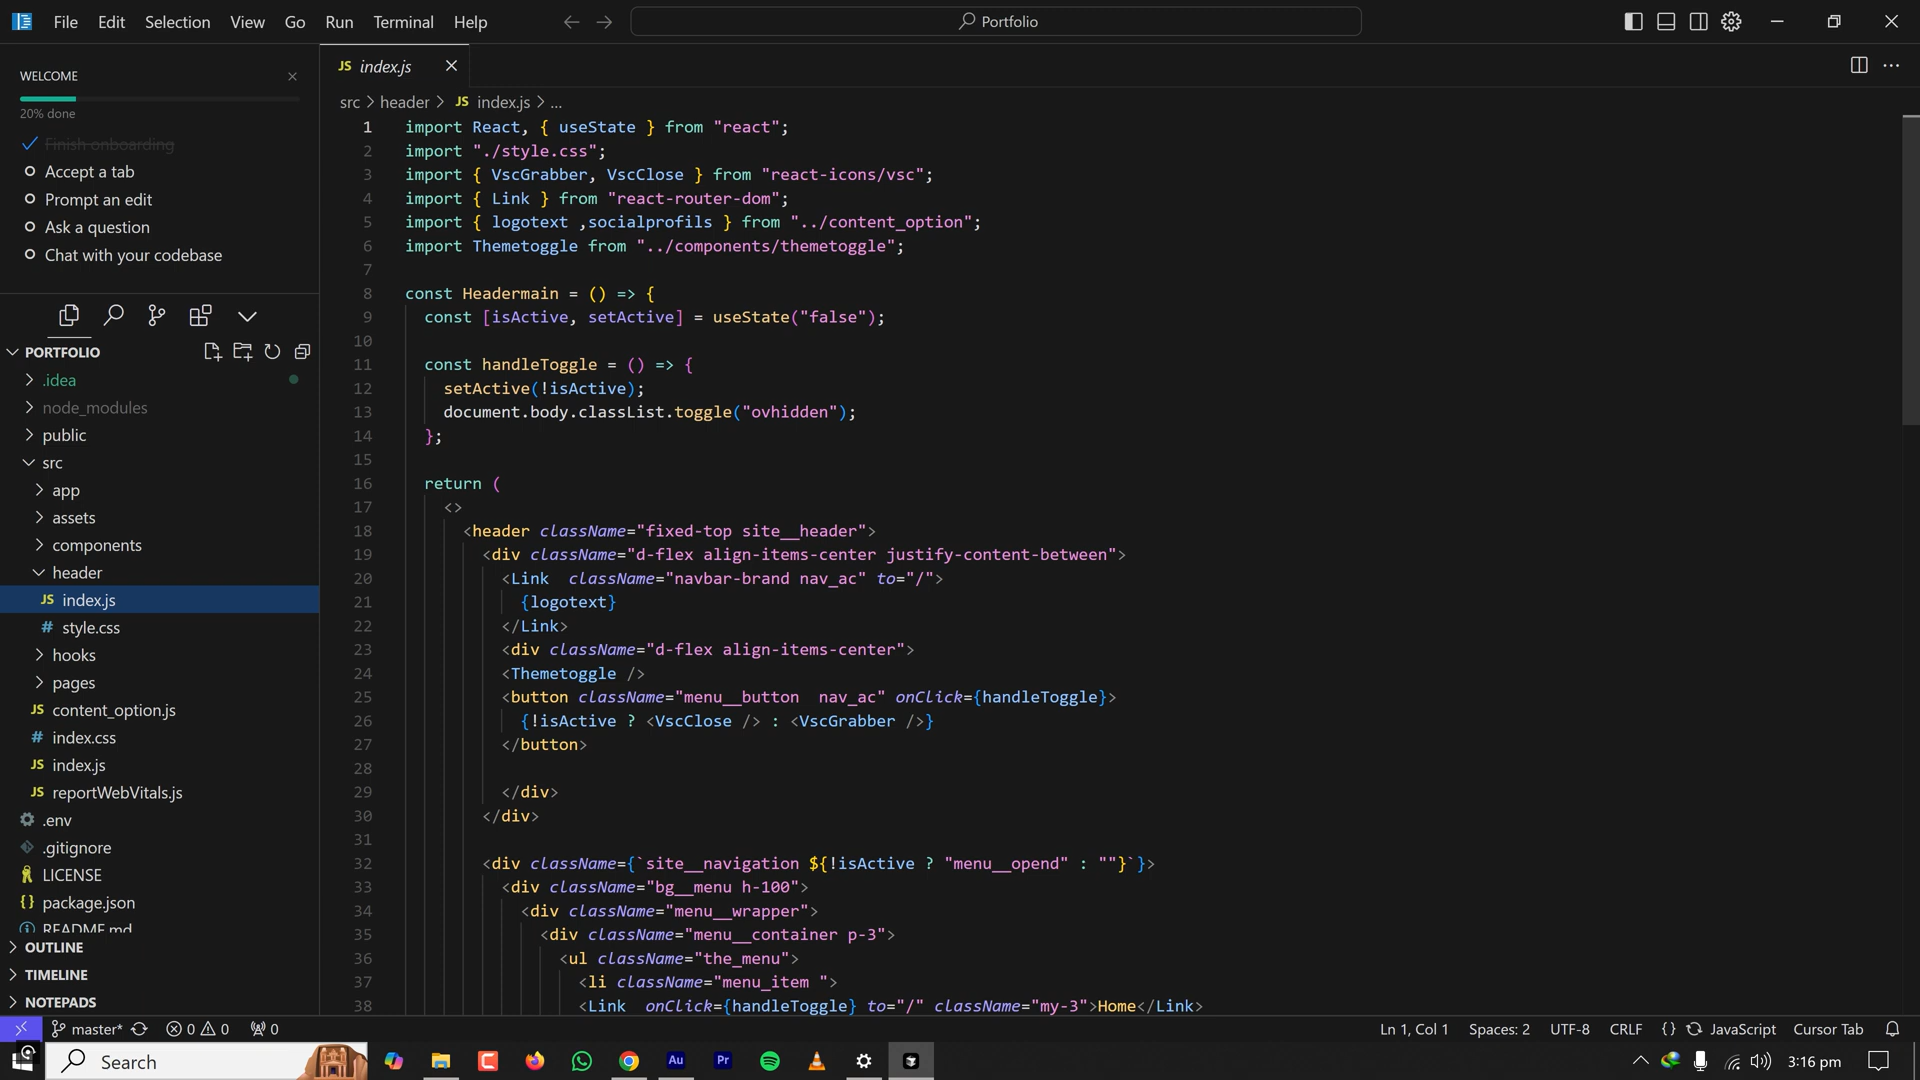 File Edit Selection View Go Run Terminal Help
Portfolio
WELCOME
20% done
Finish onboarding
Accept a tab
Prompt an edit
Ask a question
Chat with your codebase
PORTFOLIO
.idea
node_modules
public
src
app
assets
components
header
JS index.js
# style.css
hooks
pages
JS content_option.js
# index.css
JS index.js
JS reportWebVitals.js
.env
.gitignore
LICENSE
{} package.json
README.md
OUTLINE
TIMELINE
NOTEPADS
JS index.js
src > header > JS index.js > ...
1 import React, { useState } from "react";
2 import "./style.css";
3 import { VscGrabber, VscClose } from "react-icons/vsc";
4 import { Link } from "react-router-dom";
5 import { logotext ,socialprofils } from "../content_option";
6 import Themetoggle from "../components/themetoggle";
7
8 const Headermain = () => {
9 const [isActive, setActive] = useState("false");
10
11 const handleToggle = () => {
12 setActive(!isActive);
13 document.body.classList.toggle("ovhidden");
14 };
15
16 return (
17 <>
18 <header className="fixed-top site__header">
19 <div className="d-flex align-items-center justify-content-between">
20 <Link  className="navbar-brand nav_ac" to="/">
21 {logotext}
22 </Link>
23 <div className="d-flex align-items-center">
24 <Themetoggle />
25 <button className="menu__button  nav_ac" onClick={handleToggle}>
26 {!isActive ? <VscClose /> : <VscGrabber />}
27 </button>
28
29 </div>
30 </div>
31
32 <div className={`site__navigation ${!isActive ? "menu__opend" : ""}`}>
33 <div className="bg__menu h-100">
34 <div className="menu__wrapper">
35 <div className="menu__container p-3">
36 <ul className="the_menu">
37 <li className="menu_item ">
38 <Link  onClick={handleToggle} to="/" className="my-3">Home</Link>
master* 0 0 0
Ln 1, Col 1 Spaces: 2 UTF-8 CRLF {} JavaScript Cursor Tab
Search
Au
Pr
3:16 pm